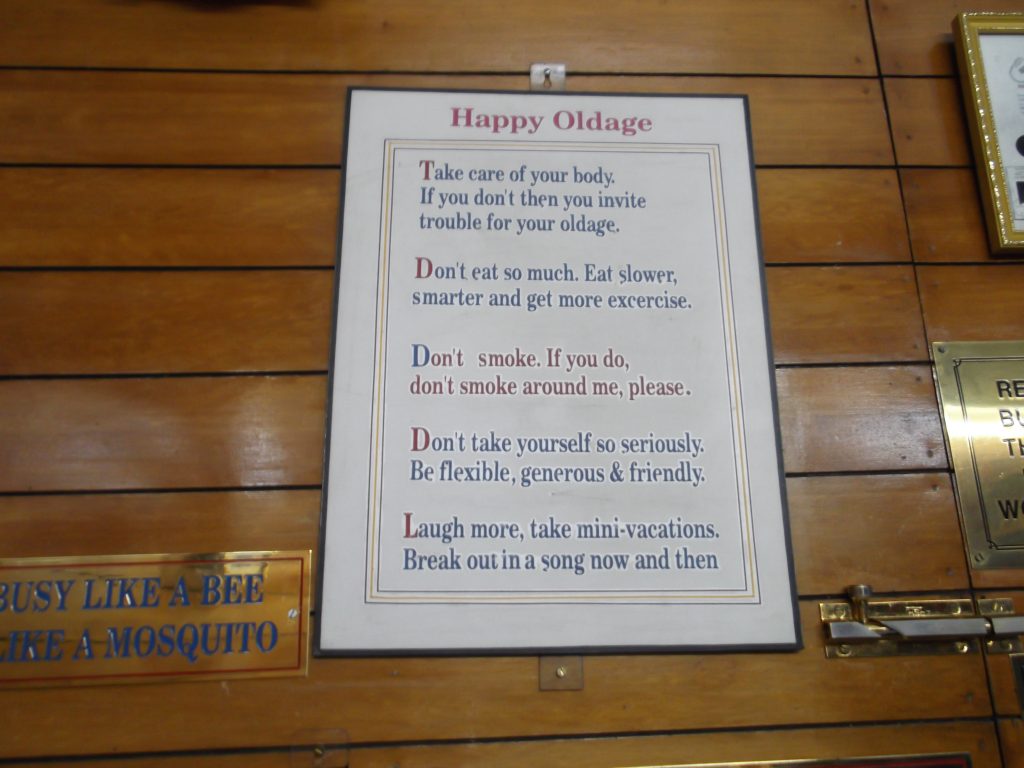 Happy Oldage
Take care of your body.
If you don't then you invite
trouble for your oldage.
Don't eat so much. Eat slower,
smarter and get more excercise.
Don't smoke. If you do,
don't smoke around me, please.
Don't take yourself so seriously.
Be flexible, generous & friendly.
Laugh more, take mini-vacations.
Break out in a song now and then
BUSY LIKE A BEE
LIKE A MOSQUITO